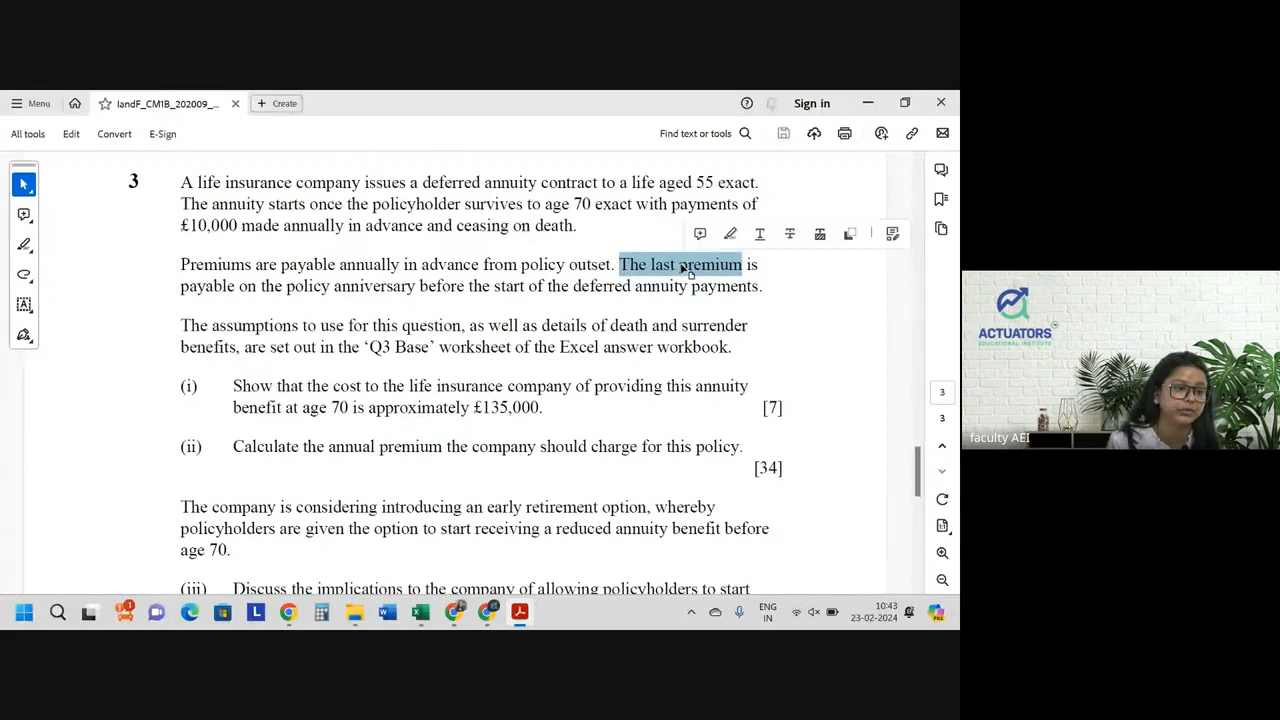 Menu
IandF_CM1B_202009_...
Create
Sign in
All tools
Edit
Convert
E-Sign
Find text or tools
3
A life insurance company issues a deferred annuity contract to a life aged 55 exact.
The annuity starts once the policyholder survives to age 70 exact with payments of
£10,000 made annually in advance and ceasing on death.
Premiums are payable annually in advance from policy outset. The last premium is
payable on the policy anniversary before the start of the deferred annuity payments.
The assumptions to use for this question, as well as details of death and surrender
benefits, are set out in the ‘Q3 Base’ worksheet of the Excel answer workbook.
(i) Show that the cost to the life insurance company of providing this annuity
benefit at age 70 is approximately £135,000. [7]
(ii) Calculate the annual premium the company should charge for this policy.
[34]
The company is considering introducing an early retirement option, whereby
policyholders are given the option to start receiving a reduced annuity benefit before
age 70.
(iii) Discuss the implications to the company of allowing policyholders to start
3
3
ACTUATORS
EDUCATIONAL INSTITUTE
faculty AEI
ENG
IN
10:43
23-02-2024